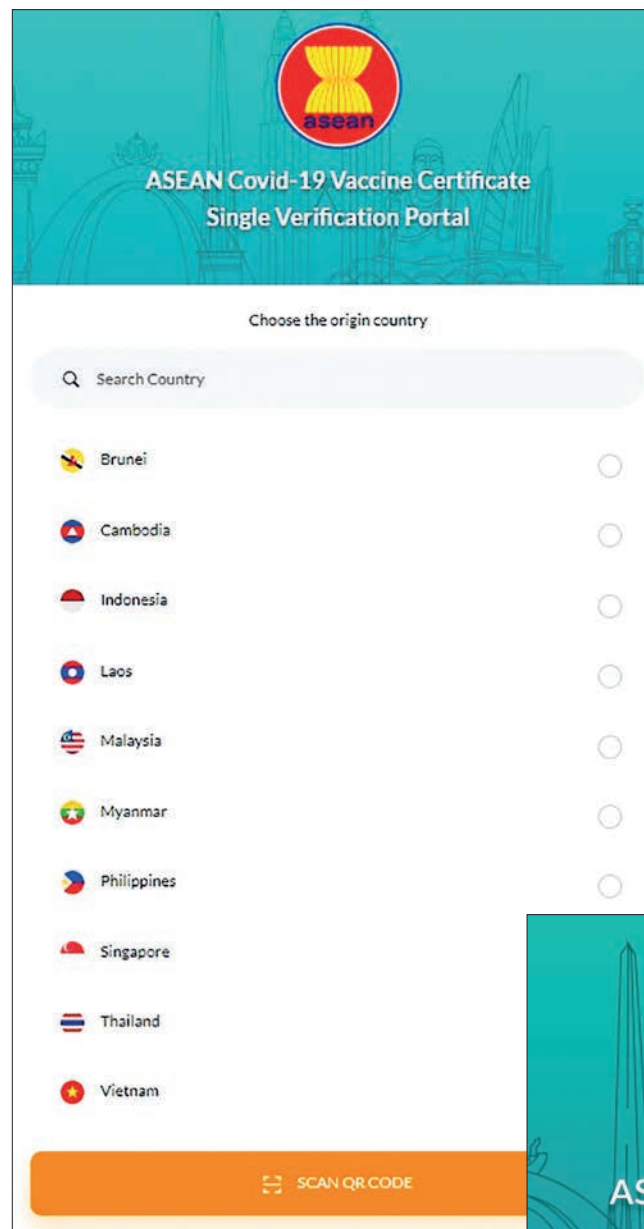 asean
ASEAN Covid-19 Vaccine Certificate
Single Verification Portal
Choose the origin country
Search Country
Brunei
Cambodia
Indonesia
Laos
Malaysia
Myanmar
Philippines
Singapore
Thailand
Vietnam
SCAN QR CODE
AS